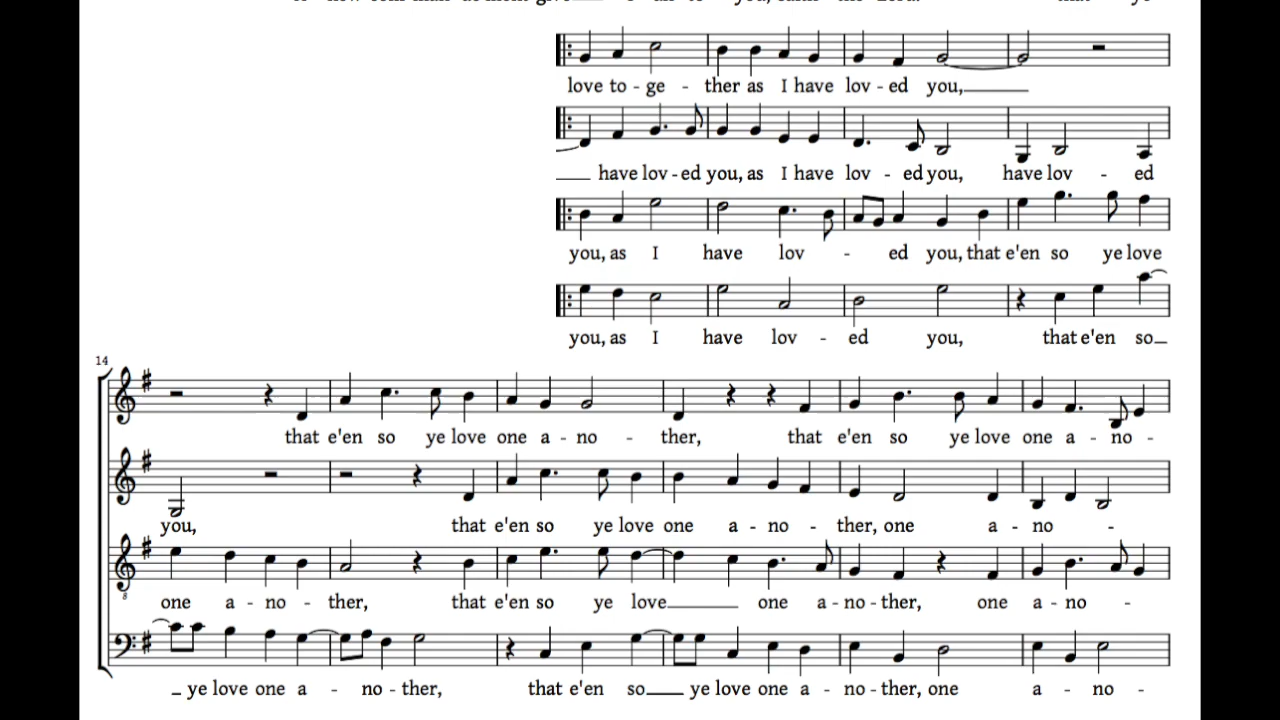 love to - ge - ther as I have lov - ed you,
have lov - ed you, as I have lov - ed you, have lov - ed
you, as I have lov - ed you, that e'en so ye love
you, as I have lov - ed you, that e'en so
14
that e'en so ye love one a - no - ther, that e'en so ye love one a - no -
you, that e'en so ye love one a - no - ther, one a - no -
8
one a - no - ther, that e'en so ye love one a - no - ther, one a - no -
ye love one a - no - ther, that e'en so ye love one a - no - ther, one a - no -